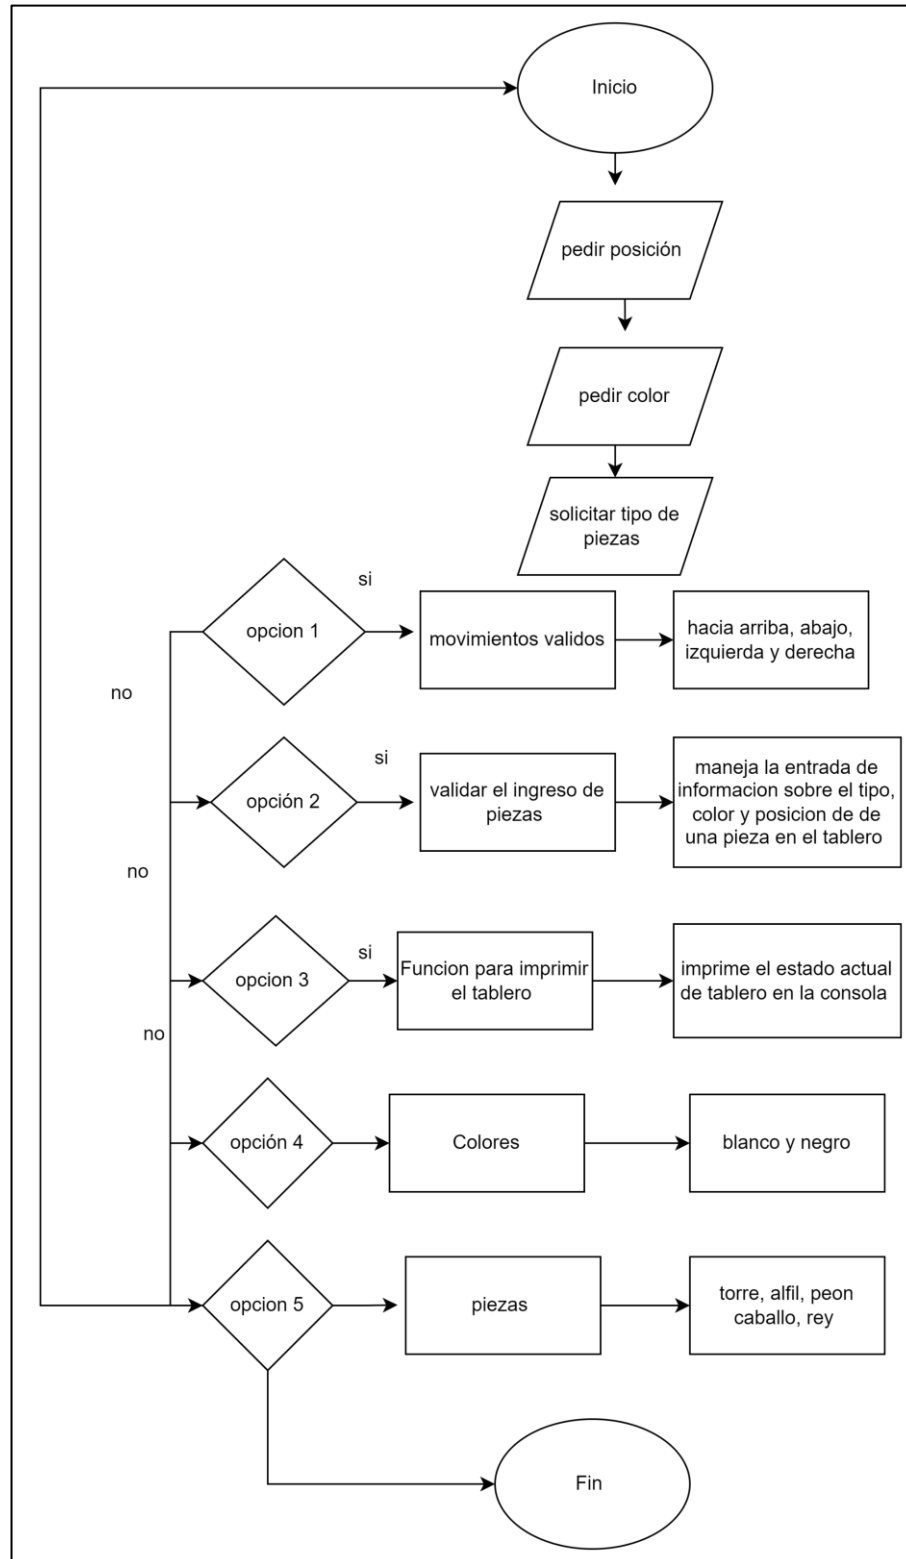 Inicio
pedir posición
pedir color
solicitar tipo de
piezas
si
opcion 1
movimientos validos
hacia arriba, abajo,
izquierda y derecha
no
si
opción 2
validar el ingreso de
piezas
maneja la entrada de
informacion sobre el tipo,
color y posicion de de
una pieza en el tablero
no
si
opcion 3
Funcion para imprimir
el tablero
imprime el estado actual
de tablero en la consola
no
opción 4
Colores
blanco y negro
opcion 5
piezas
torre, alfil, peon
caballo, rey
Fin